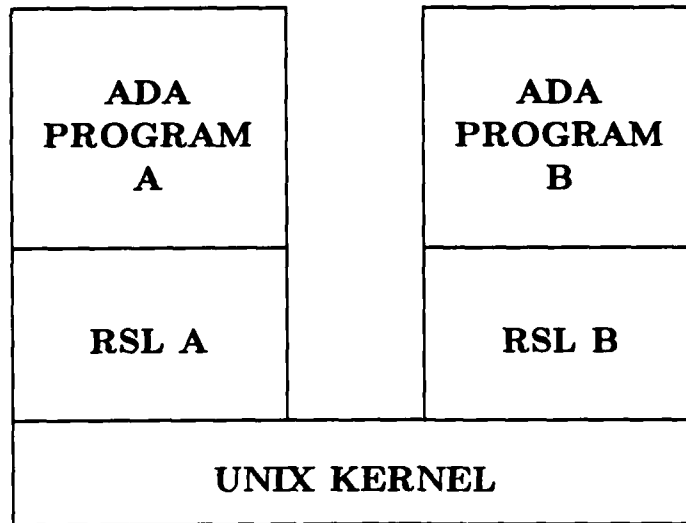 ADA
PROGRAM
A
ADA
PROGRAM
B
RSL A
RSL B
UNIX KERNEL